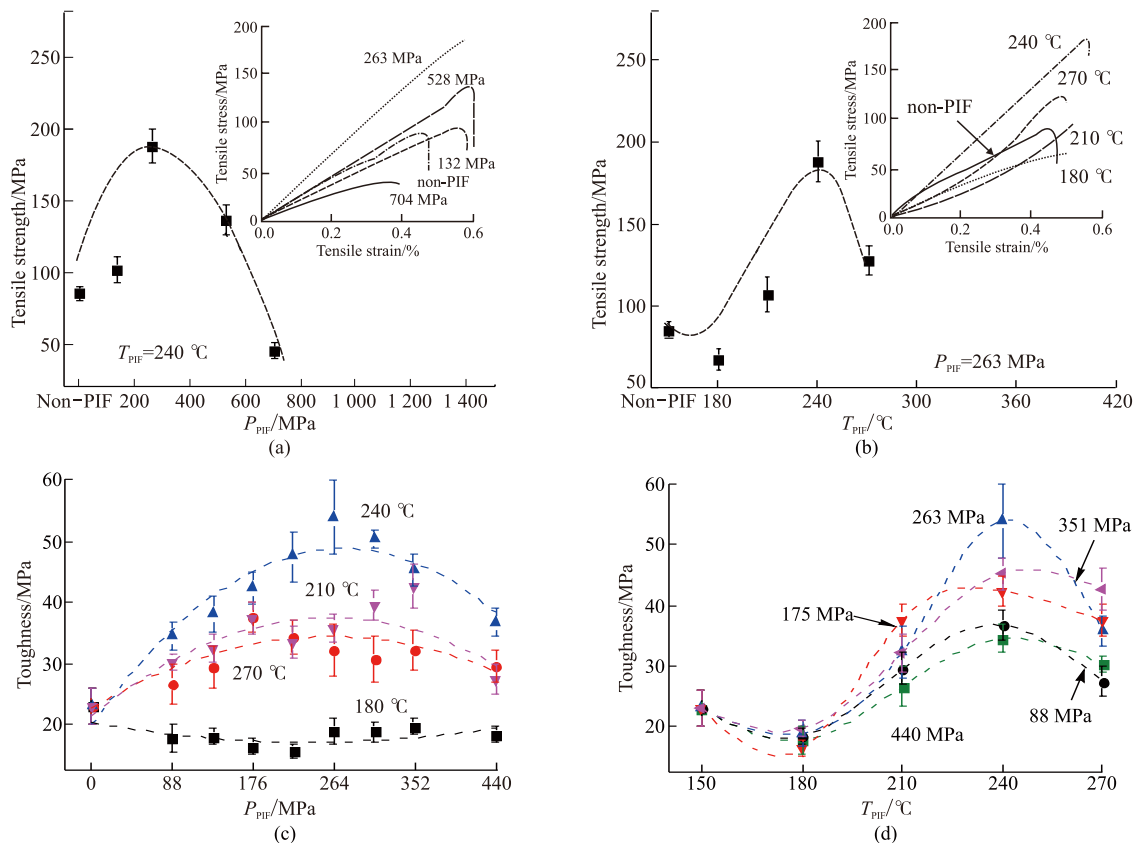 (a)
Tensile strength/MPa
250
200
150
100
50
Non−PIF
200
400
600
800
1 000
1 200
1 400
P_PIF/MPa
T_PIF=240 ℃
Tensile stress/MPa
200
150
100
50
0
0.0
0.2
0.4
0.6
Tensile strain/%
263 MPa
528 MPa
132 MPa
non−PIF
704 MPa
(a)
(b)
Tensile strength/MPa
250
200
150
100
50
Non−PIF
180
240
300
360
420
T_PIF/℃
P_PIF=263 MPa
Tensile stress/MPa
200
150
100
50
0
0.0
0.2
0.4
0.6
Tensile strain/%
240 ℃
270 ℃
non−PIF
210 ℃
180 ℃
(b)
Toughness/MPa
60
50
40
30
20
0
88
176
264
352
440
P_PIF/MPa
240 ℃
210 ℃
270 ℃
180 ℃
(c)
Toughness/MPa
60
50
40
30
20
150
180
210
240
270
T_PIF/℃
263 MPa
351 MPa
175 MPa
88 MPa
440 MPa
(d)